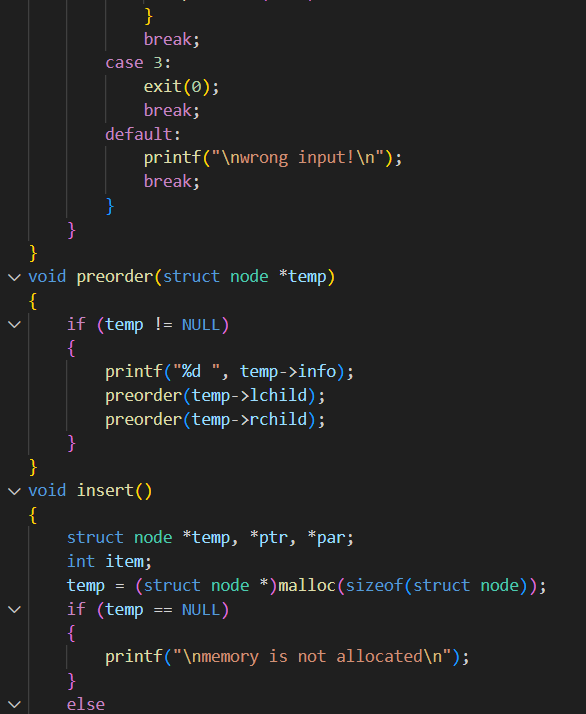 }
break;
case 3:
exit(0);
break;
default:
printf("\nwrong input!\n");
break;
}
}
}
void preorder(struct node *temp)
{
if (temp != NULL)
{
printf("%d ", temp->info);
preorder(temp->lchild);
preorder(temp->rchild);
}
}
void insert()
{
struct node *temp, *ptr, *par;
int item;
temp = (struct node *)malloc(sizeof(struct node));
if (temp == NULL)
{
printf("\nmemory is not allocated\n");
}
else